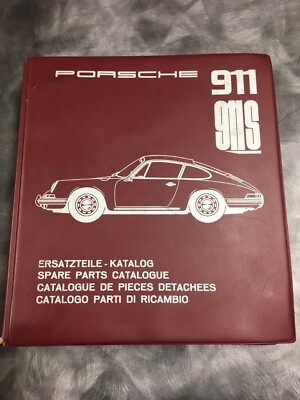 PORSCHE 911
911S
ERSATZTEILE - KATALOG
SPARE PARTS CATALOGUE
CATALOGUE DE PIECES DETACHEES
CATALOGO PARTI DI RICAMBIO